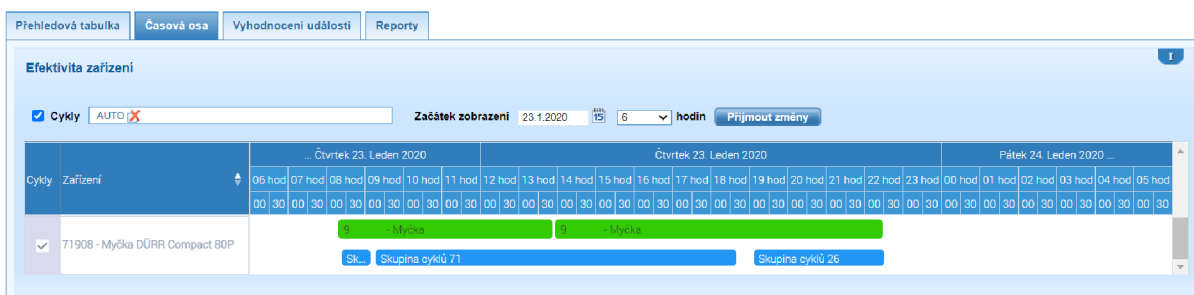 Přehledová tabulka Časová osa Vyhodnocení událostí Reporty
Efektivita zařízení
Cykly AUTO Začátek zobrazení 23.1.2020 15 6 hodin Přijmout změny
... Čtvrtek 23. Leden 2020 Čtvrtek 23. Leden 2020 Pátek 24. Leden 2020 ...
Cykly Zařízení 06 hod 07 hod 08 hod 09 hod 10 hod 11 hod 12 hod 13 hod 14 hod 15 hod 16 hod 17 hod 18 hod 19 hod 20 hod 21 hod 22 hod 23 hod 00 hod 01 hod 02 hod 03 hod 04 hod 05 hod
00 30 00 30 00 30 00 30 00 30 00 30 00 30 00 30 00 30 00 30 00 30 00 30 00 30 00 30 00 30 00 30 00 30 00 30 00 30 00 30 00 30 00 30 00 30 00 30
9 - Myčka 9 - Myčka
71908 - Myčka DÜRR Compact 80P
Sk... Skupina cyklů 71 Skupina cyklů 26